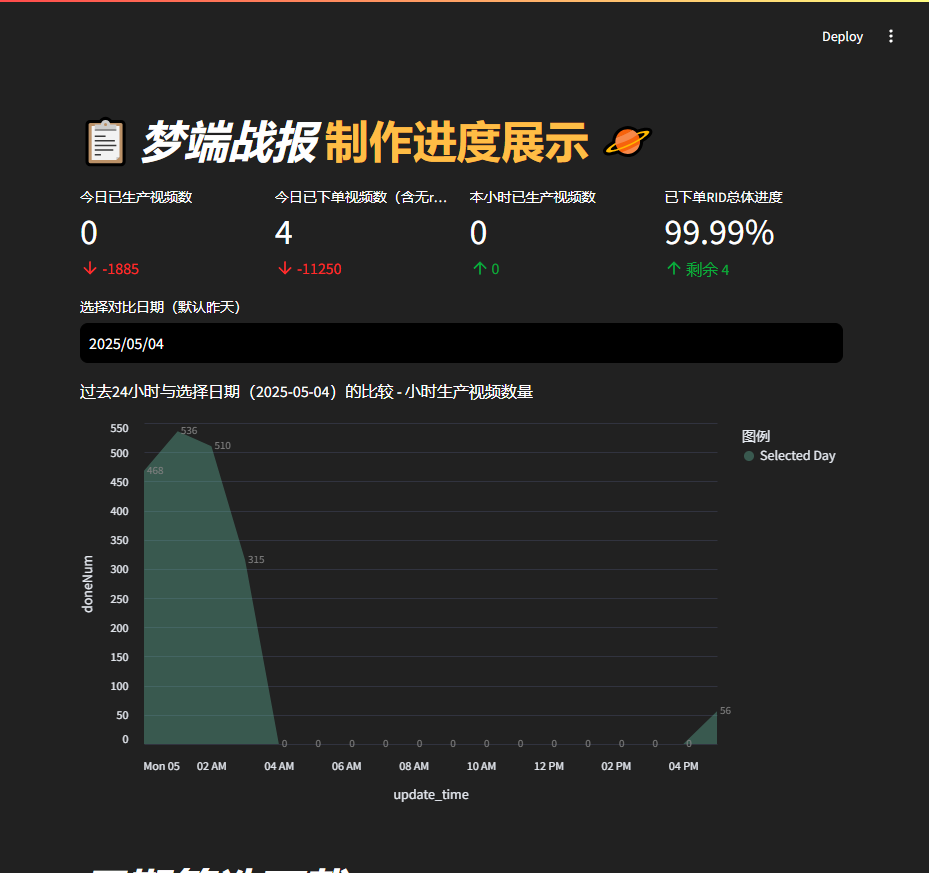 Deploy
梦端战报 制作进度展示
今日已生产视频数
0
-1885
今日已下单视频数（含无r...
4
-11250
本小时已生产视频数
0
0
已下单RID总体进度
99.99%
剩余 4
选择对比日期（默认昨天）
2025/05/04
过去24小时与选择日期（2025-05-04）的比较 - 小时生产视频数量
550
500
450
400
350
300
250
200
150
100
50
0
doneNum
468
536
510
315
0 0 0 0 0 0 0 0 0 0 0 0 0
56
Mon 05 02 AM 04 AM 06 AM 08 AM 10 AM 12 PM 02 PM 04 PM
update_time
图例
Selected Day